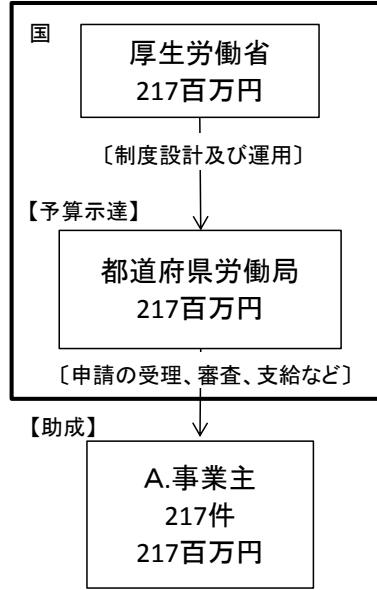 国
厚生労働省
217百万円
〔制度設計及び運用〕
【予算示達】
都道府県労働局
217百万円
〔申請の受理、審査、支給など〕
【助成】
A.事業主
217件
217百万円